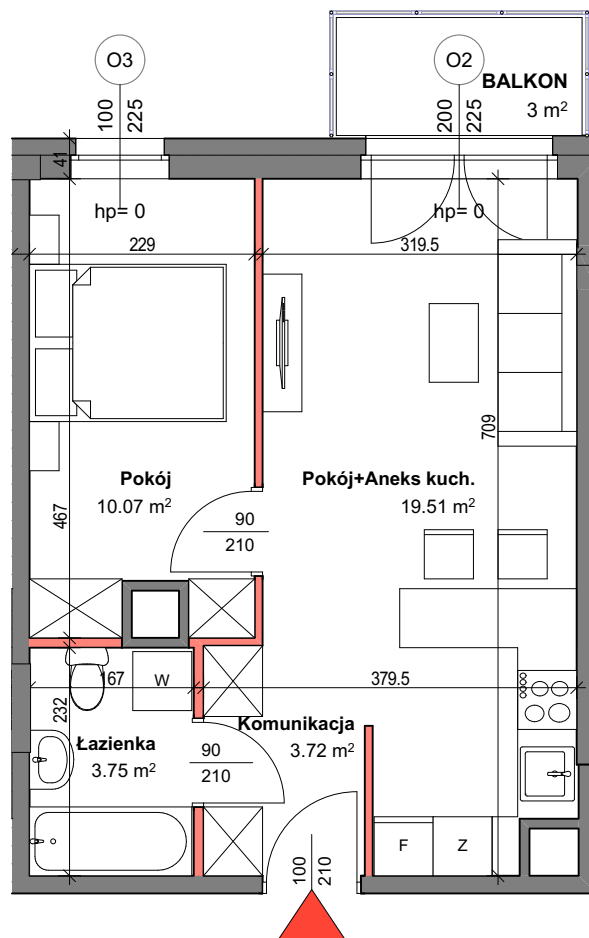 O3
O2
BALKON
3 m²
100
225
200
225
41
hp= 0
hp= 0
229
319.5
709
Pokój
10.07 m²
Pokój+Aneks kuch.
19.51 m²
467
90
210
167
W
379.5
232
Komunikacja
3.72 m²
Łazienka
3.75 m²
90
210
F
Z
100
210